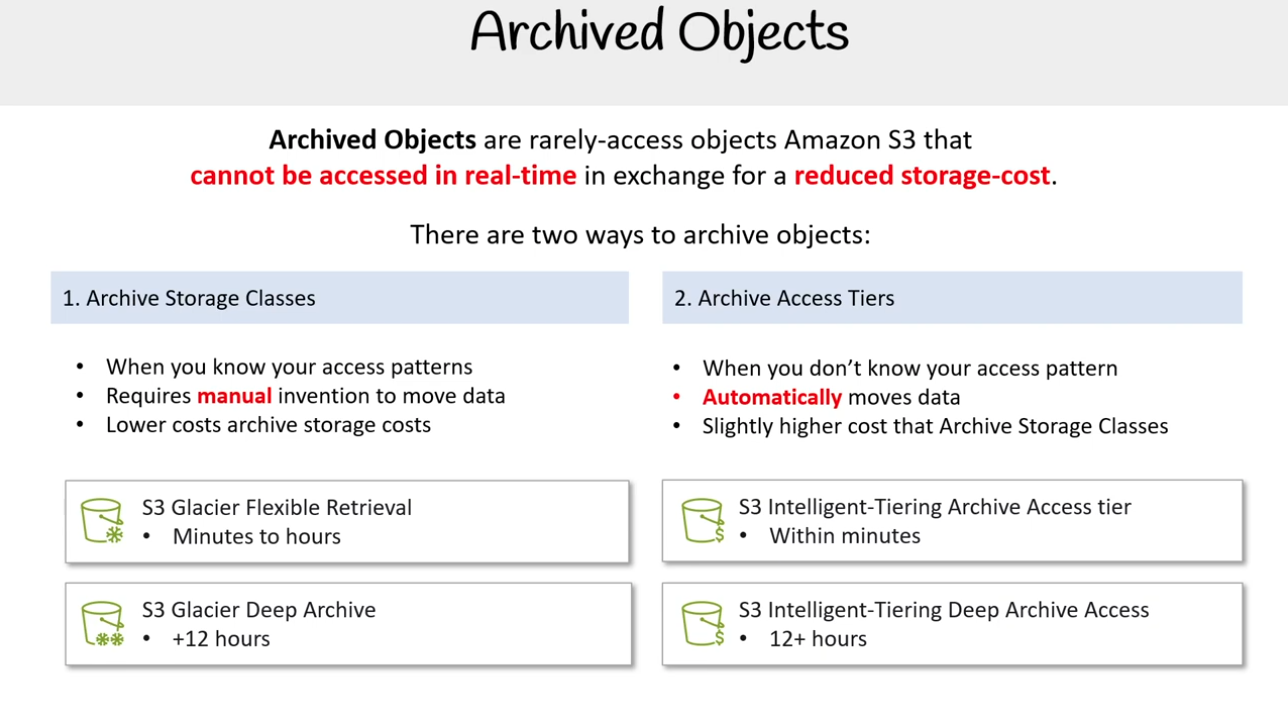 Archived Objects
Archived Objects are rarely-access objects Amazon S3 that
cannot be accessed in real-time in exchange for a reduced storage-cost.
There are two ways to archive objects:
1. Archive Storage Classes
• When you know your access patterns
• Requires manual invention to move data
• Lower costs archive storage costs
S3 Glacier Flexible Retrieval
• Minutes to hours
S3 Glacier Deep Archive
• +12 hours
2. Archive Access Tiers
• When you don’t know your access pattern
• Automatically moves data
• Slightly higher cost that Archive Storage Classes
S3 Intelligent-Tiering Archive Access tier
• Within minutes
S3 Intelligent-Tiering Deep Archive Access
• 12+ hours